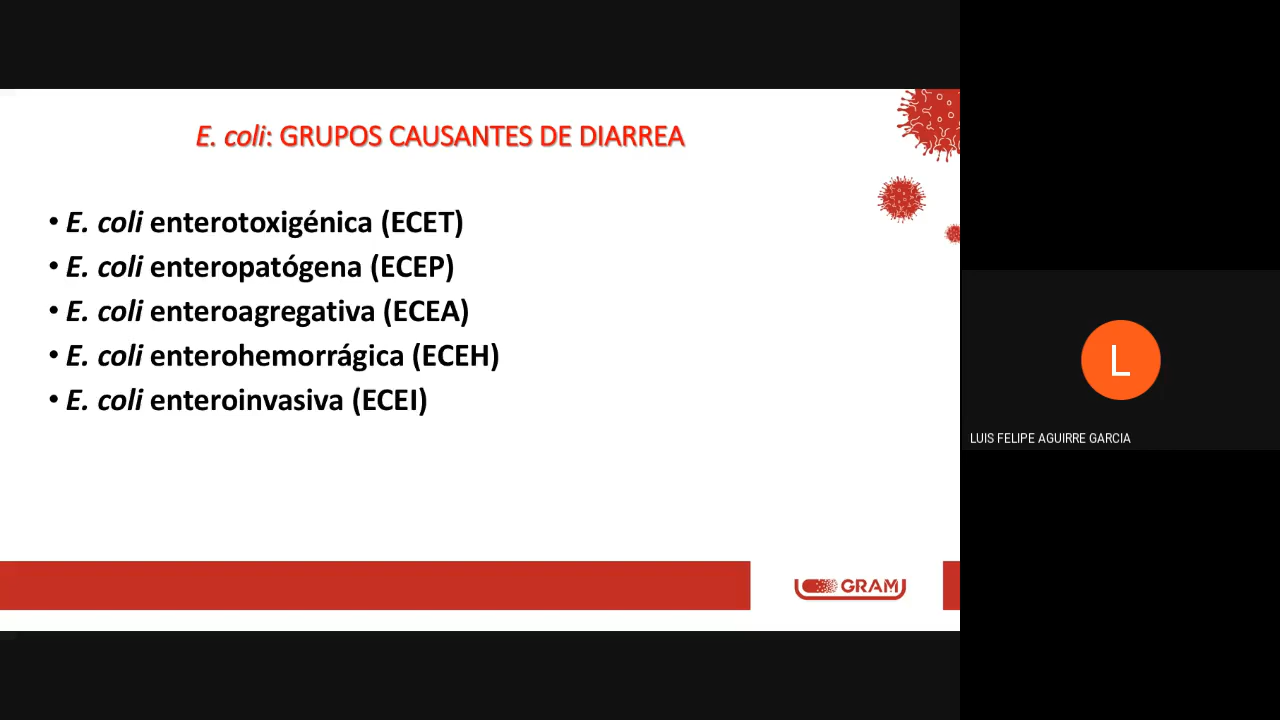 E. coli: GRUPOS CAUSANTES DE DIARREA
• E. coli enterotoxigénica (ECET)
• E. coli enteropatógena (ECEP)
• E. coli enteroagregativa (ECEA)
• E. coli enterohemorrágica (ECEH)
• E. coli enteroinvasiva (ECEI)
GRAM
L
LUIS FELIPE AGUIRRE GARCIA